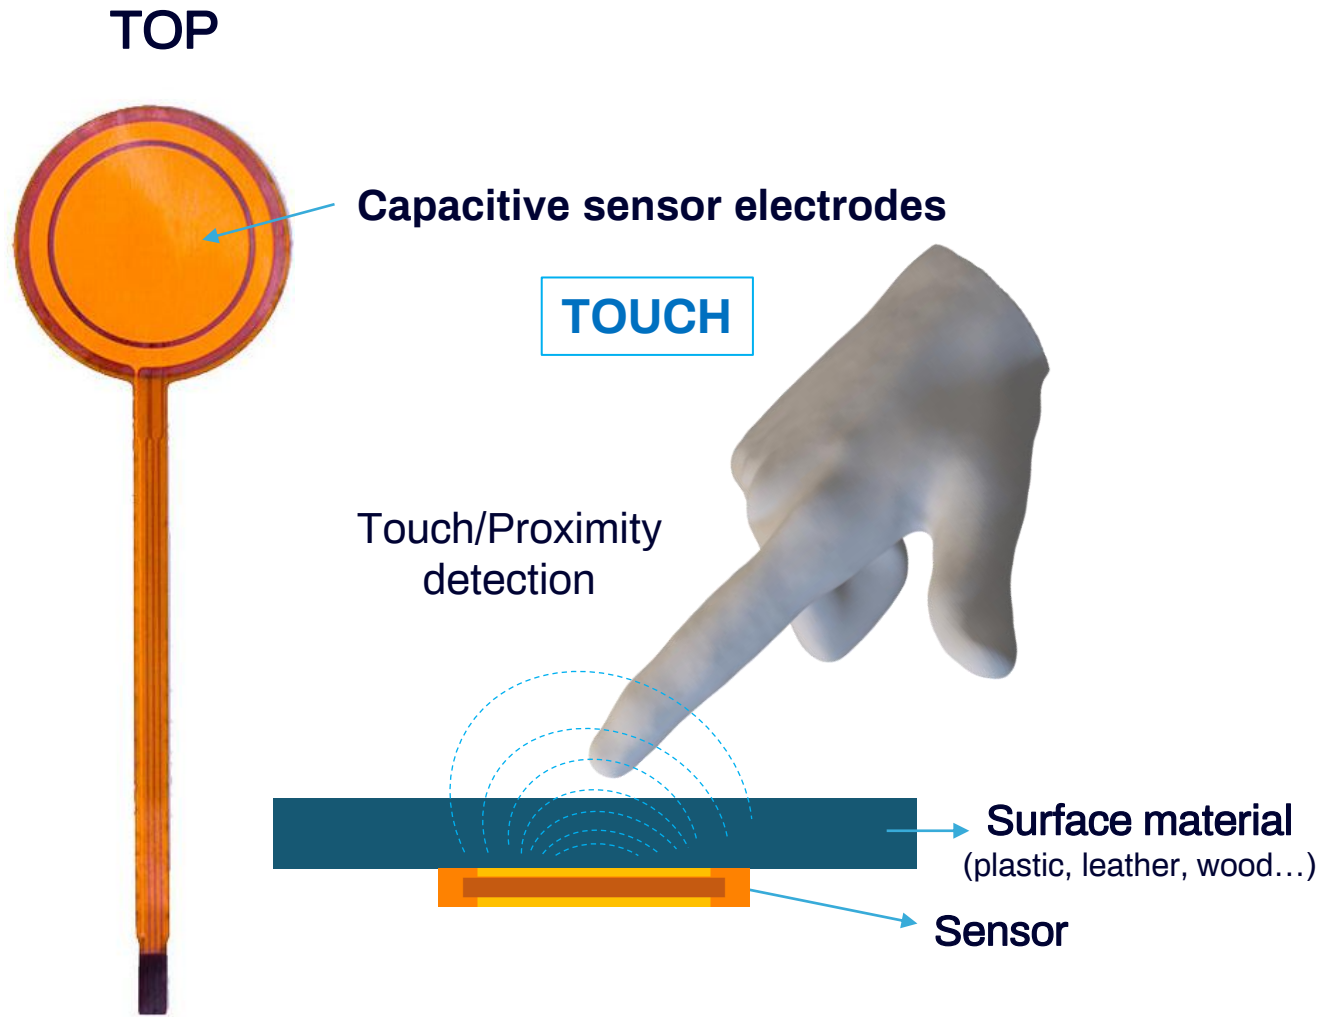 TOP
Capacitive sensor electrodes
TOUCH
Touch/Proximity
detection
Surface material
(plastic, leather, wood...)
Sensor